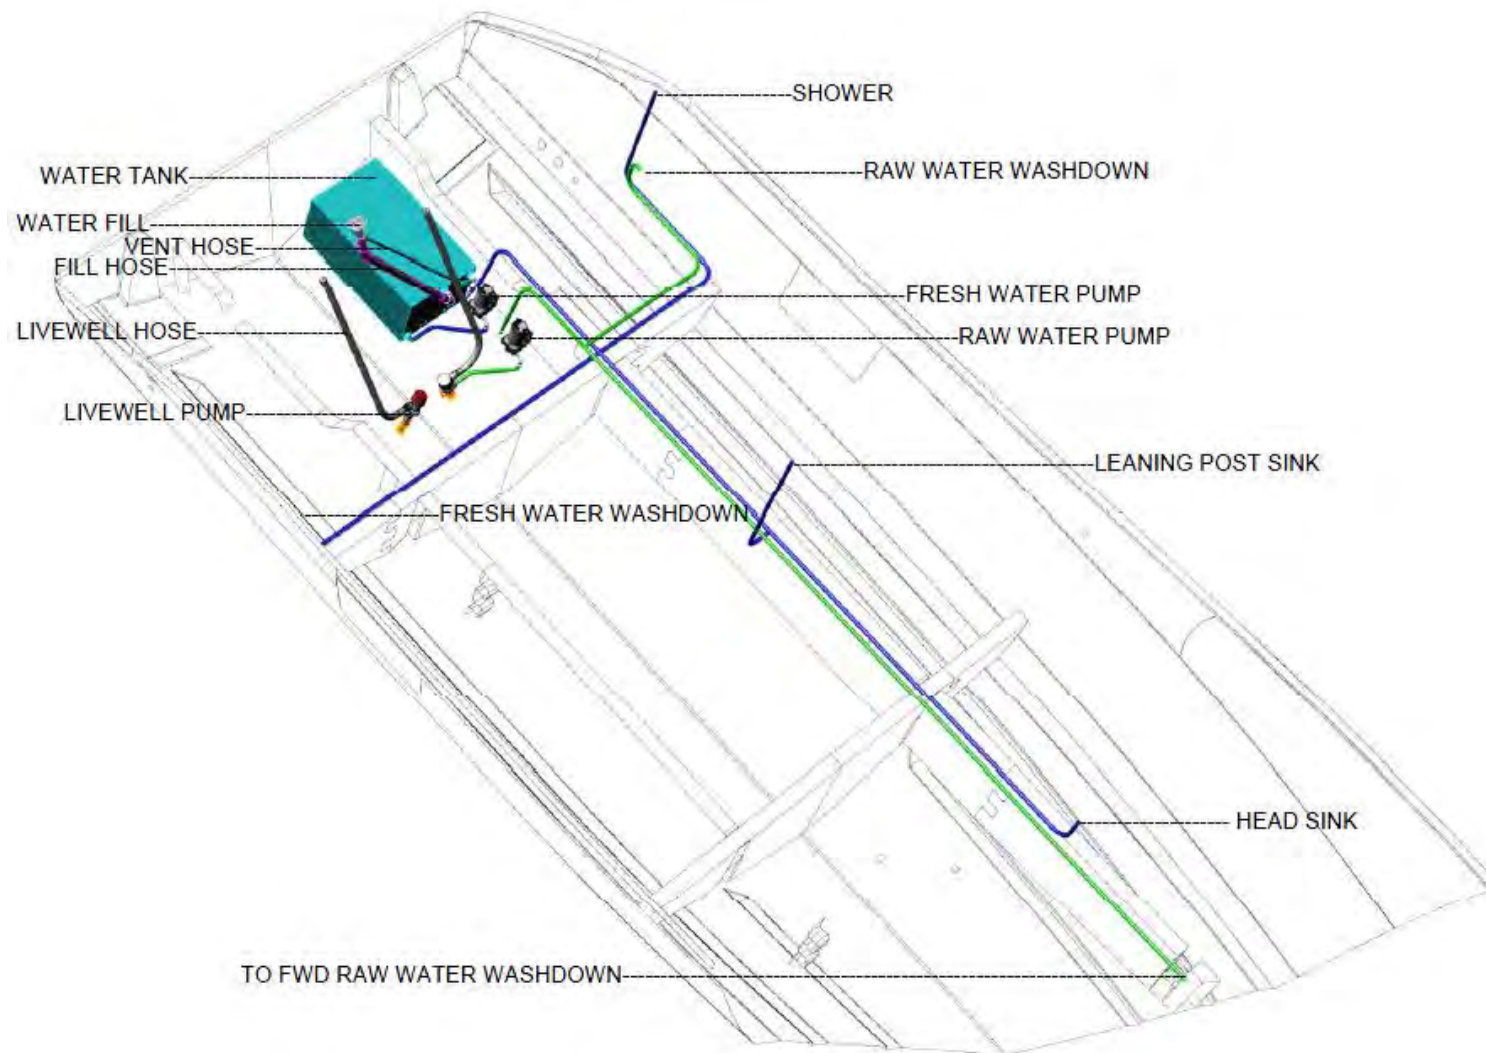 SHOWER
RAW WATER WASHDOWN
WATER TANK
WATER FILL
VENT HOSE
FILL HOSE
FRESH WATER PUMP
LIVEWELL HOSE
RAW WATER PUMP
LIVEWELL PUMP
LEANING POST SINK
FRESH WATER WASHDOWN
HEAD SINK
TO FWD RAW WATER WASHDOWN